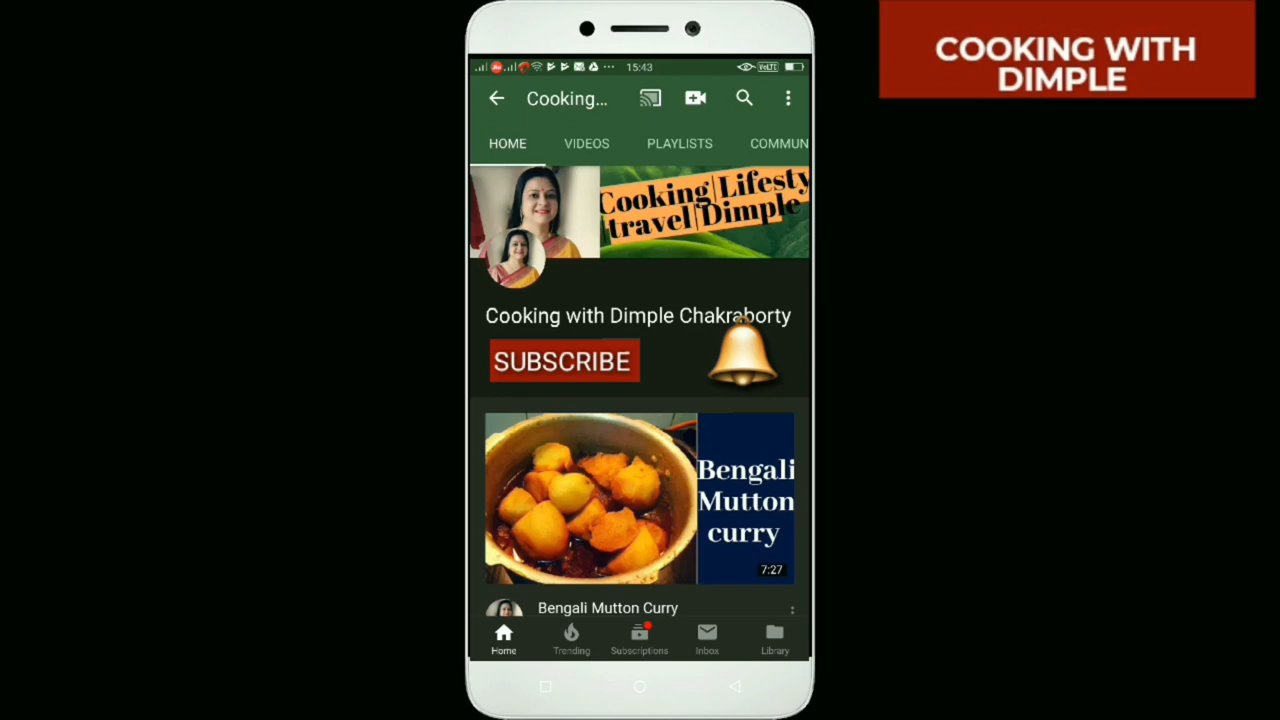 COOKING WITH
DIMPLE
15:43
VoLTE
Cooking...
HOME VIDEOS PLAYLISTS COMMUN
Cooking|Lifesty
travel|Dimple
Cooking with Dimple Chakraborty
SUBSCRIBE
Bengali
Mutton
curry
7:27
Bengali Mutton Curry
Home Trending Subscriptions Inbox Library